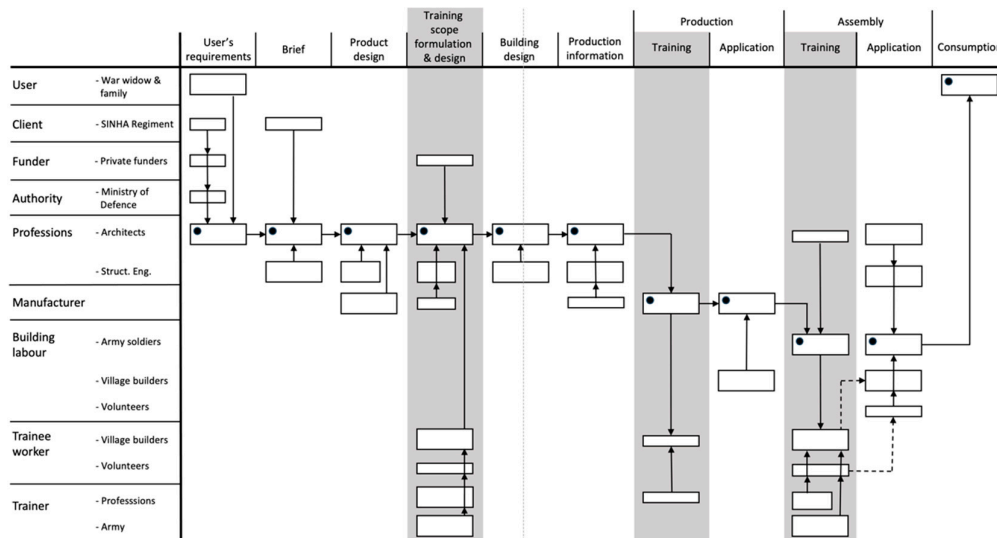 Production
Assembly
User's
requirements
Brief
Product
design
Training
scope
formulation
& design
Building
design
Production
information
Training
Application
Training
Application
Consumption
User
- War widow &
family
Client
- SINHA Regiment
Funder
- Private funders
Authority
- Ministry of
Defence
Professions
- Architects
- Struct. Eng.
Manufacturer
Building
labour
- Army soldiers
- Village builders
- Volunteers
Trainee
worker
- Village builders
- Volunteers
Trainer
- Professsions
- Army